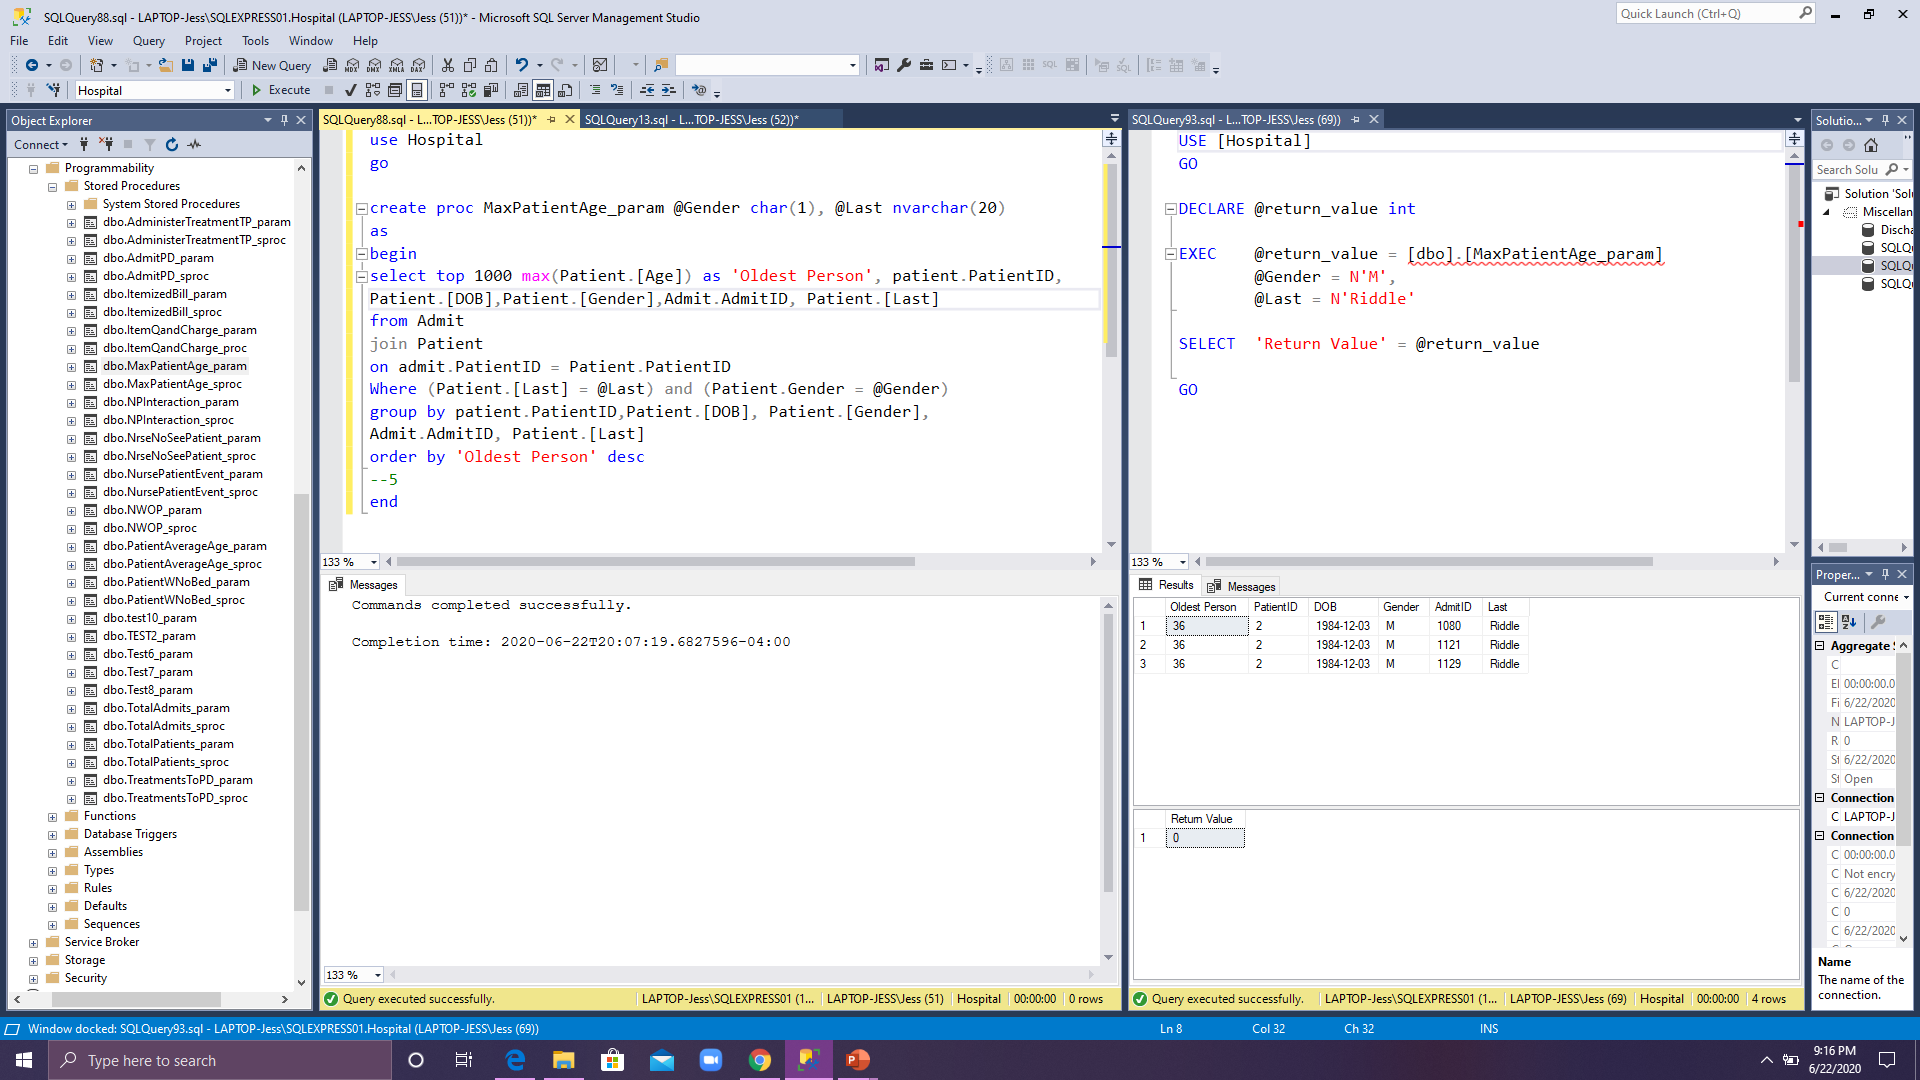 SQLQuery88.sql - LAPTOP-Jess\SQLEXPRESS01.Hospital (LAPTOP-JESS\Jess (51))* - Microsoft SQL Server Management Studio
Quick Launch (Ctrl+Q)
File Edit View Query Project Tools Window Help
New Query
MDX DMX XMLA DAX
Hospital
Execute
Object Explorer
Connect
Programmability
Stored Procedures
System Stored Procedures
dbo.AdministerTreatmentTP_param
dbo.AdministerTreatmentTP_sproc
dbo.AdmitPD_param
dbo.AdmitPD_sproc
dbo.ItemizedBill_param
dbo.ItemizedBill_sproc
dbo.ItemQandCharge_param
dbo.ItemQandCharge_proc
dbo.MaxPatientAge_param
dbo.MaxPatientAge_sproc
dbo.NPInteraction_param
dbo.NPInteraction_sproc
dbo.NrseNoSeePatient_param
dbo.NrseNoSeePatient_sproc
dbo.NursePatientEvent_param
dbo.NursePatientEvent_sproc
dbo.NWOP_param
dbo.NWOP_sproc
dbo.PatientAverageAge_param
dbo.PatientAverageAge_sproc
dbo.PatientWNoBed_param
dbo.PatientWNoBed_sproc
dbo.test10_param
dbo.TEST2_param
dbo.Test6_param
dbo.Test7_param
dbo.Test8_param
dbo.TotalAdmits_param
dbo.TotalAdmits_sproc
dbo.TotalPatients_param
dbo.TotalPatients_sproc
dbo.TreatmentsToPD_param
dbo.TreatmentsToPD_sproc
Functions
Database Triggers
Assemblies
Types
Rules
Defaults
Sequences
Service Broker
Storage
Security
SQLQuery88.sql - L...TOP-JESS\Jess (51))*
SQLQuery13.sql - L...TOP-JESS\Jess (52))*
use Hospital
go
create proc MaxPatientAge_param @Gender char(1), @Last nvarchar(20)
as
begin
select top 1000 max(Patient.[Age]) as 'Oldest Person', patient.PatientID,
Patient.[DOB],Patient.[Gender],Admit.AdmitID, Patient.[Last]
from Admit
join Patient
on admit.PatientID = Patient.PatientID
Where (Patient.[Last] = @Last) and (Patient.Gender = @Gender)
group by patient.PatientID,Patient.[DOB], Patient.[Gender],
Admit.AdmitID, Patient.[Last]
order by 'Oldest Person' desc
--5
end
133 %
Messages
Commands completed successfully.
Completion time: 2020-06-22T20:07:19.6827596-04:00
133 %
Query executed successfully. LAPTOP-Jess\SQLEXPRESS01 (1... LAPTOP-JESS\Jess (51) Hospital 00:00:00 0 rows
SQLQuery93.sql - L...TOP-JESS\Jess (69))
USE [Hospital]
GO
DECLARE @return_value int
EXEC @return_value = [dbo].[MaxPatientAge_param]
@Gender = N'M',
@Last = N'Riddle'
SELECT 'Return Value' = @return_value
GO
133 %
Results Messages
Oldest Person PatientID DOB Gender AdmitID Last
1 36 2 1984-12-03 M 1080 Riddle
2 36 2 1984-12-03 M 1121 Riddle
3 36 2 1984-12-03 M 1129 Riddle
Return Value
1 0
Query executed successfully. LAPTOP-Jess\SQLEXPRESS01 (1... LAPTOP-JESS\Jess (69) Hospital 00:00:00 4 rows
Solutio...
Search Solu
Solution 'Sol
Miscellan
Discha
SQLQu
SQLQu
SQLQu
Proper...
Current conne
Aggregate S
C
El 00:00:00.0
Fi 6/22/2020
N LAPTOP-J
R 0
St 6/22/2020
St Open
Connection
C LAPTOP-J
Connection
C 00:00:00.0
C Not encry
C 6/22/2020
C 0
C 6/22/2020
Name
The name of the
connection.
Window docked: SQLQuery93.sql - LAPTOP-Jess\SQLEXPRESS01.Hospital (LAPTOP-JESS\Jess (69)) Ln 8 Col 32 Ch 32 INS
Type here to search
9:16 PM
6/22/2020